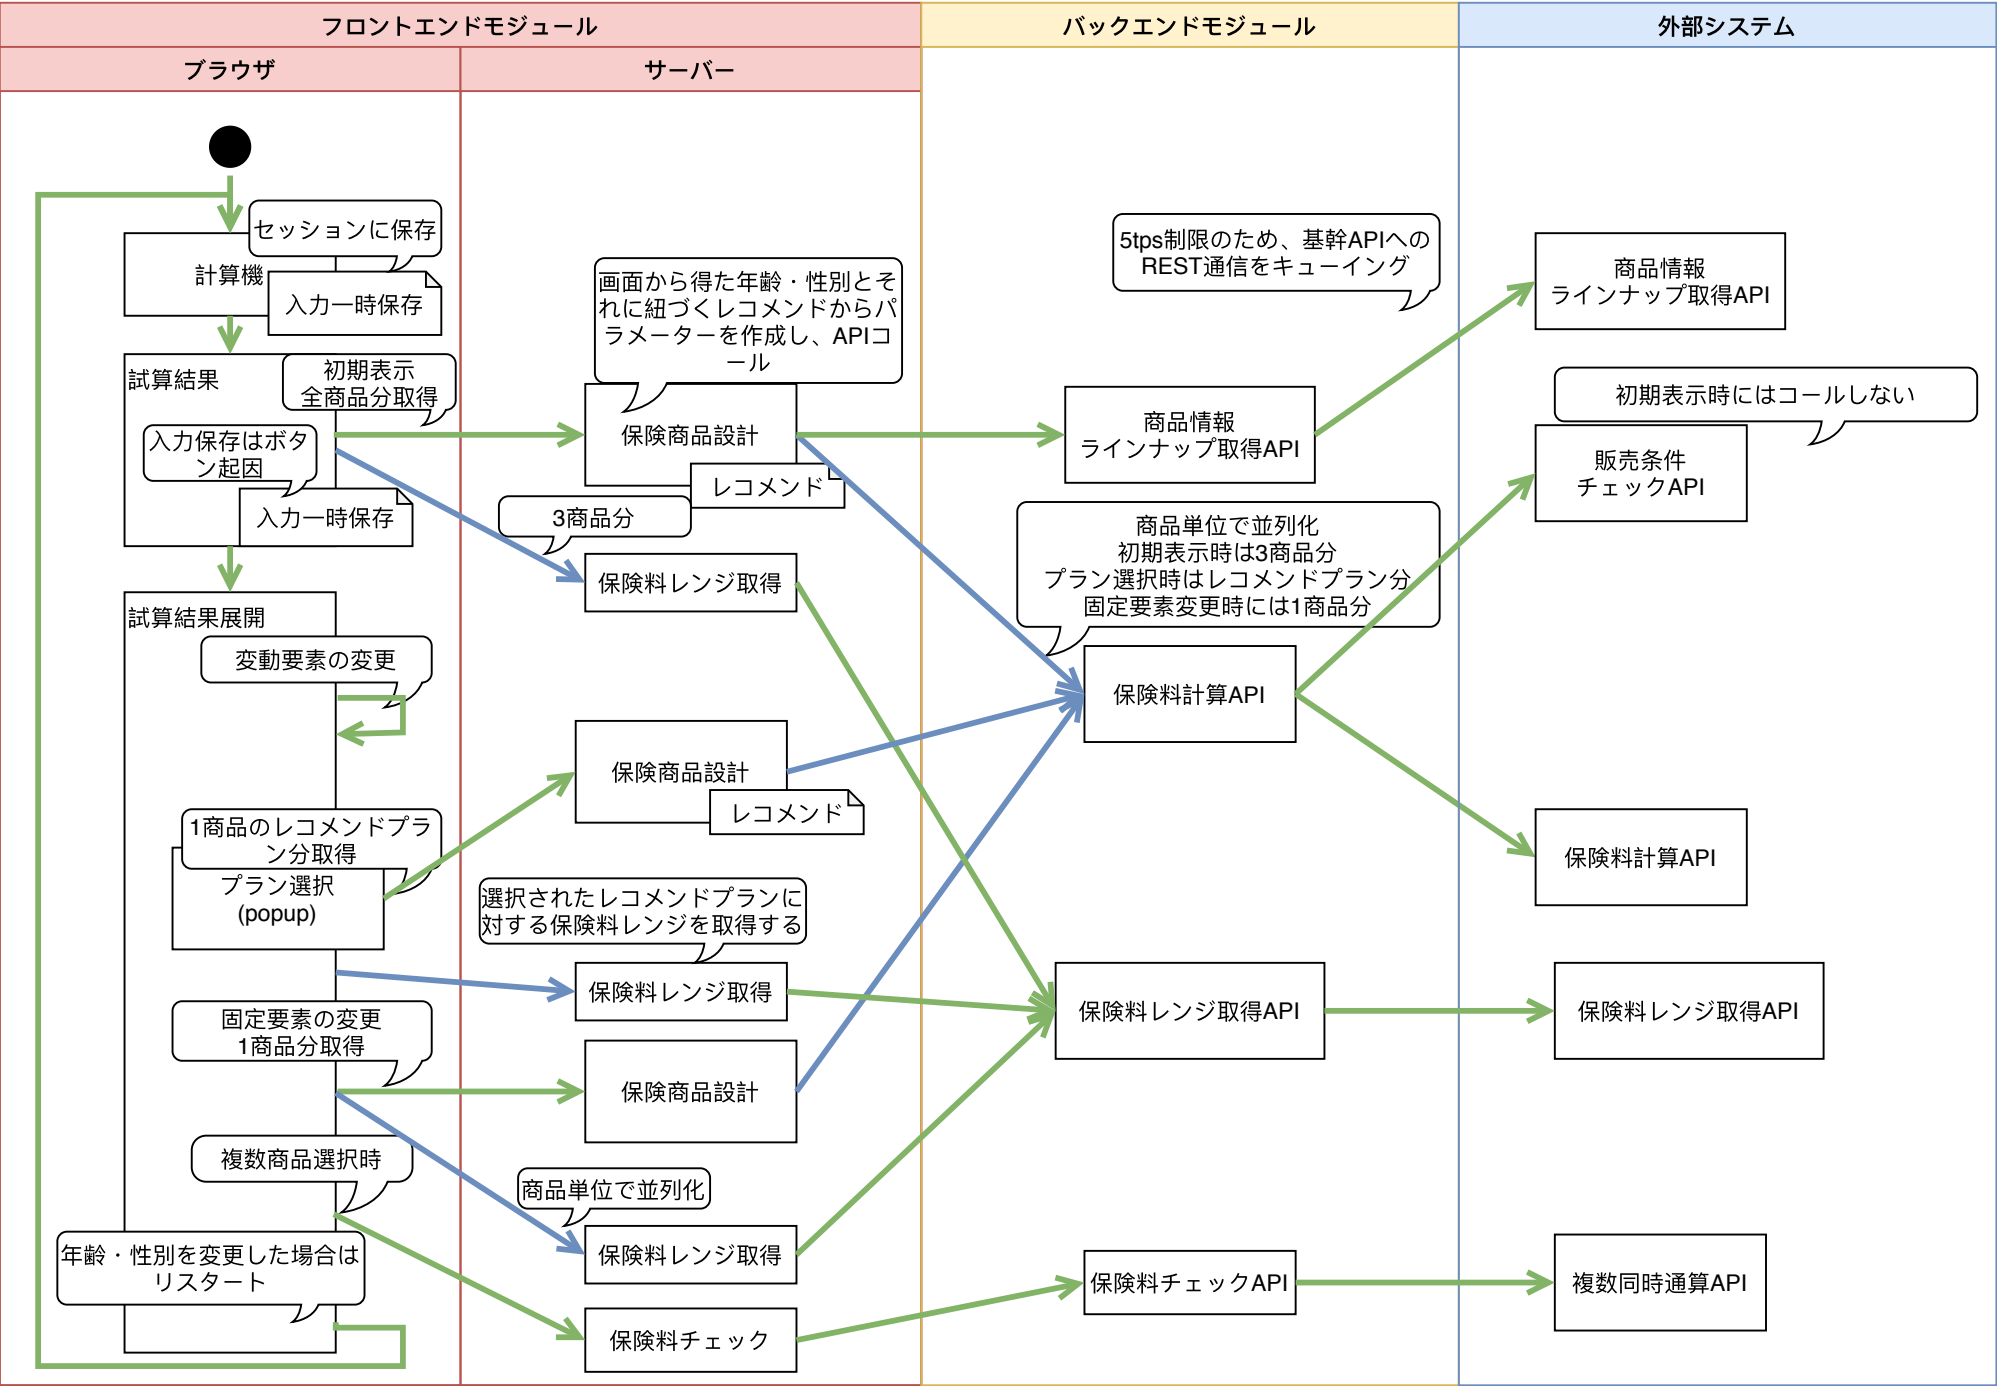 フロントエンドモジュール
バックエンドモジュール
外部システム
ブラウザ
サーバー
セッションに保存
計算機
入力一時保存
試算結果
初期表示
全商品分取得
入力保存はボタ
ン起因
入力一時保存
試算結果展開
変動要素の変更
1商品のレコメンドプラ
ン分取得
プラン選択
(popup)
固定要素の変更
1商品分取得
複数商品選択時
年齢・性別を変更した場合は
リスタート
画面から得た年齢・性別とそ
れに紐づくレコメンドからパ
ラメーターを作成し、APIコ
ール
保険商品設計
レコメンド
3商品分
保険料レンジ取得
保険商品設計
レコメンド
選択されたレコメンドプランに
対する保険料レンジを取得する
保険料レンジ取得
保険商品設計
商品単位で並列化
保険料レンジ取得
保険料チェック
5tps制限のため、基幹APIへの
REST通信をキューイング
商品情報
ラインナップ取得API
商品単位で並列化
初期表示時は3商品分
プラン選択時はレコメンドプラン分
固定要素変更時には1商品分
保険料計算API
保険料レンジ取得API
保険料チェックAPI
商品情報
ラインナップ取得API
初期表示時にはコールしない
販売条件
チェックAPI
保険料計算API
保険料レンジ取得API
複数同時通算API